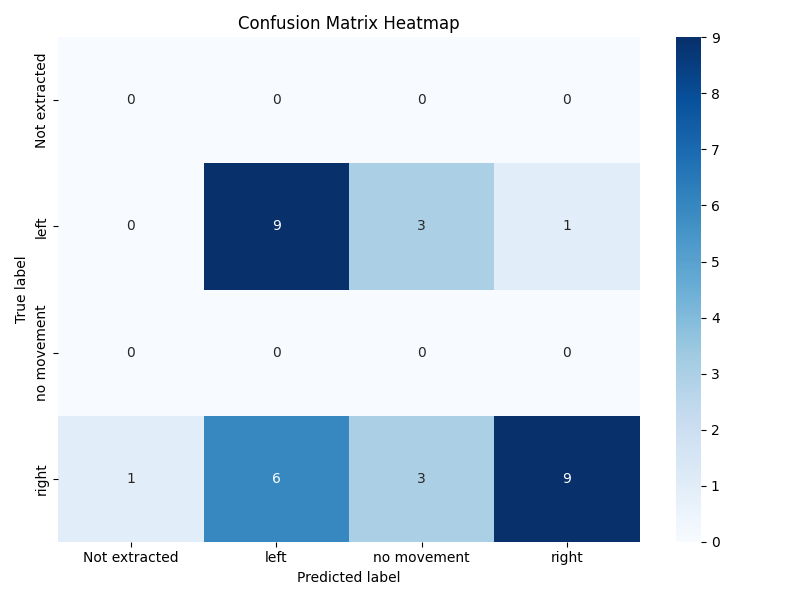 Confusion Matrix Heatmap
True label
Not extracted
0 0 0 0
left
0 9 3 1
no movement
0 0 0 0
right
1 6 3 9
Not extracted left no movement right
Predicted label
9
8
7
6
5
4
3
2
1
0